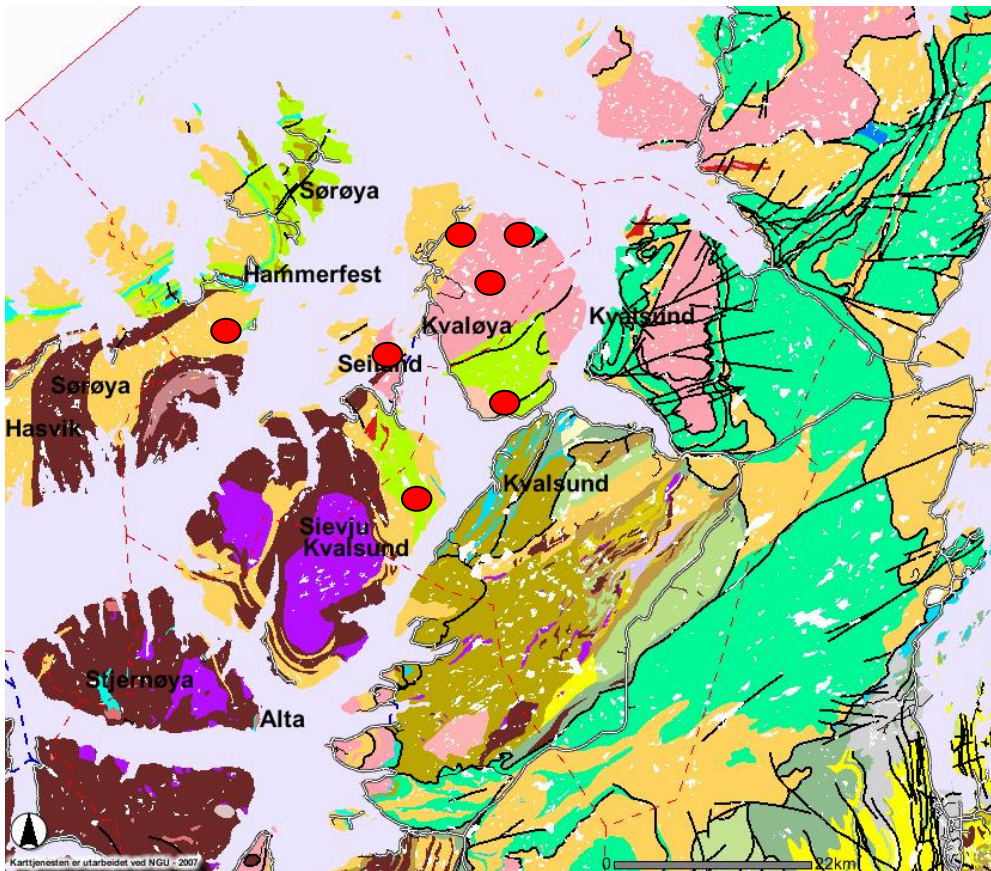 Sørøya
Hammerfest
Kvaløya
Kvalsund
Seiland
Sørøya
Hasvik
Kvalsund
Sievju
Kvalsund
Stjernøya
Alta
Karttjenesten er utarbeidet ved NGU - 2007
0 22km